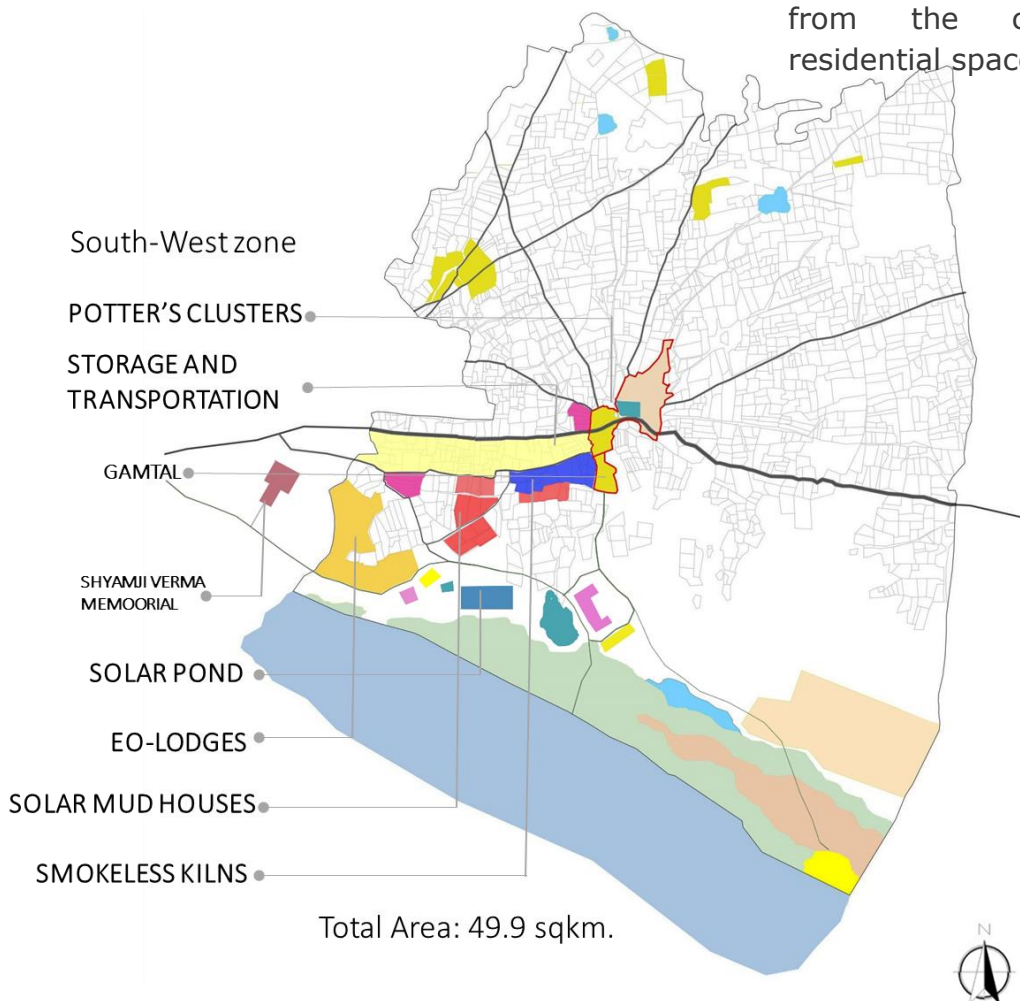 from the
residential space
South-West zone
POTTER'S CLUSTERS
STORAGE AND
TRANSPORTATION
GAMTAL
SHYAMJI VERMA
MEMOORIAL
SOLAR POND
EO-LODGES
SOLAR MUD HOUSES
SMOKELESS KILNS
Total Area: 49.9 sqkm.
N